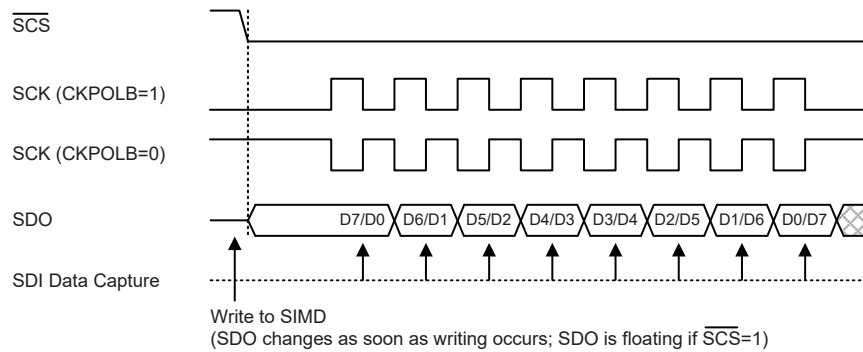 SCS
SCK (CKPOLB=1)
SCK (CKPOLB=0)
SDO D7/D0 D6/D1 D5/D2 D4/D3 D3/D4 D2/D5 D1/D6 D0/D7
SDI Data Capture
Write to SIMD
(SDO changes as soon as writing occurs; SDO is floating if SCS=1)